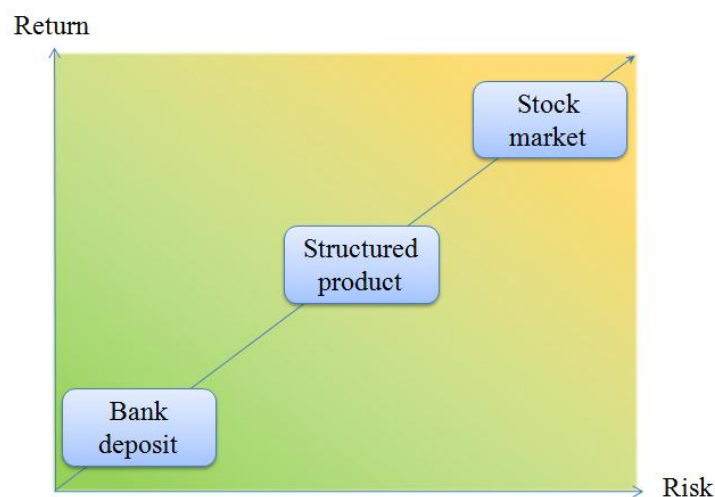 Return
Stock
market
Structured
product
Bank
deposit
Risk